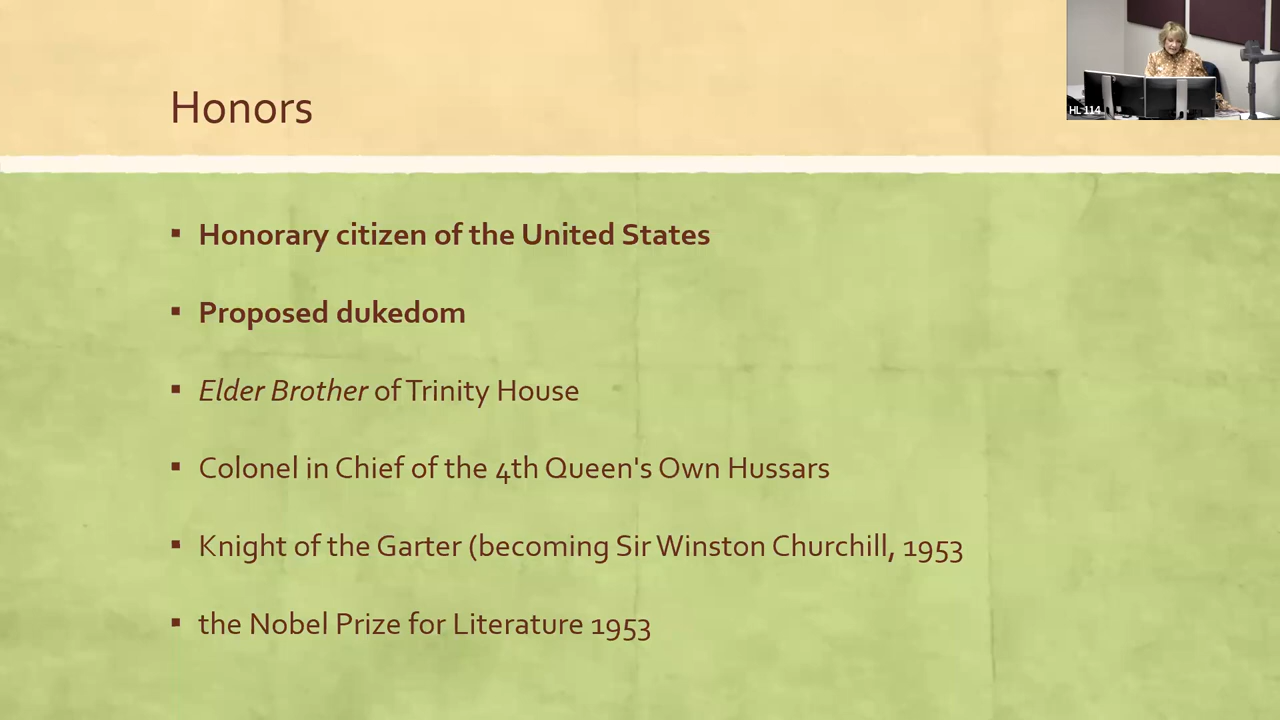 HL 114
Honors
▪ Honorary citizen of the United States
▪ Proposed dukedom
▪ Elder Brother of Trinity House
▪ Colonel in Chief of the 4th Queen's Own Hussars
▪ Knight of the Garter (becoming Sir Winston Churchill, 1953
▪ the Nobel Prize for Literature 1953